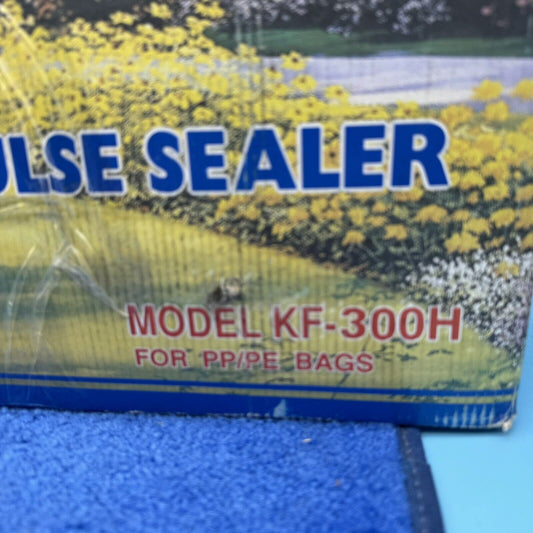 ULSE SEALER
MODEL KF-300H
FOR PP/PE BAGS